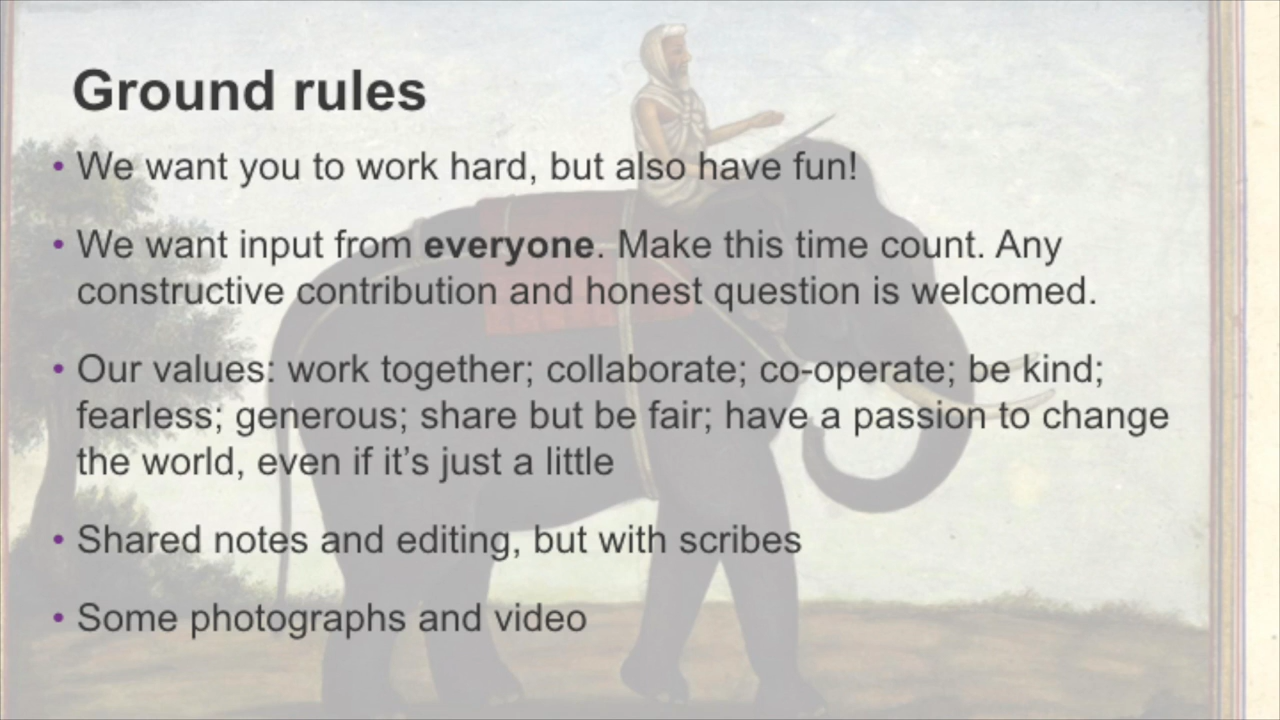 Ground rules
• We want you to work hard, but also have fun!
• We want input from everyone. Make this time count. Any
constructive contribution and honest question is welcomed.
• Our values: work together; collaborate; co-operate; be kind;
fearless; generous; share but be fair; have a passion to change
the world, even if it’s just a little
• Shared notes and editing, but with scribes
• Some photographs and video